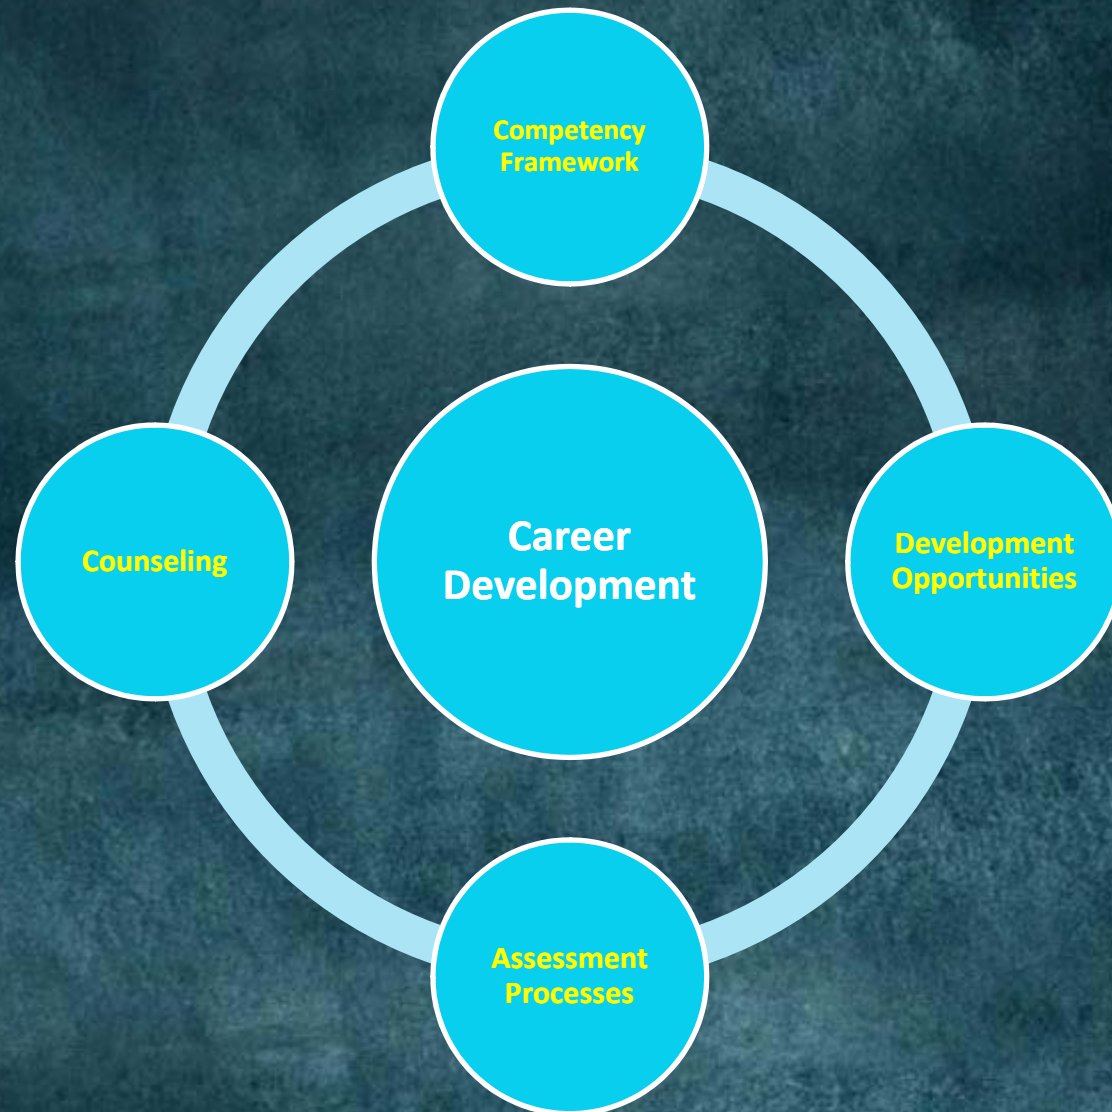 Competency
Framework
Counseling
Career
Development
Development
Opportunities
Assessment
Processes